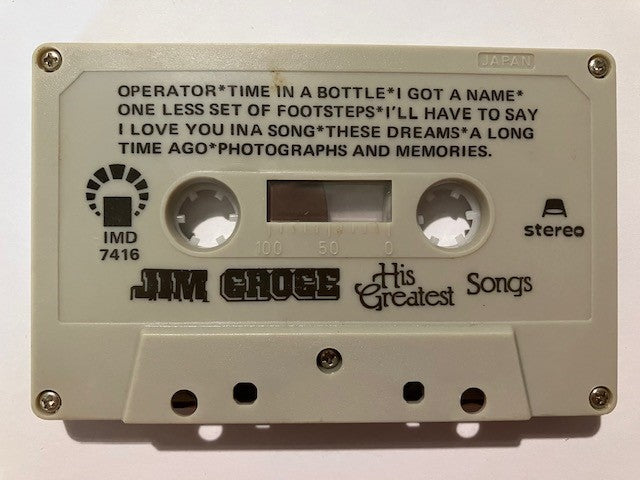 JAPAN
OPERATOR*TIME IN A BOTTLE*I GOT A NAME*
ONE LESS SET OF FOOTSTEPS*I'LL HAVE TO SAY
I LOVE YOU INA SONG*THESE DREAMS*A LONG
TIME AGO*PHOTOGRAPHS AND MEMORIES.
IMD
7416
100 50 0
stereo
JIM CROCE His Greatest Songs